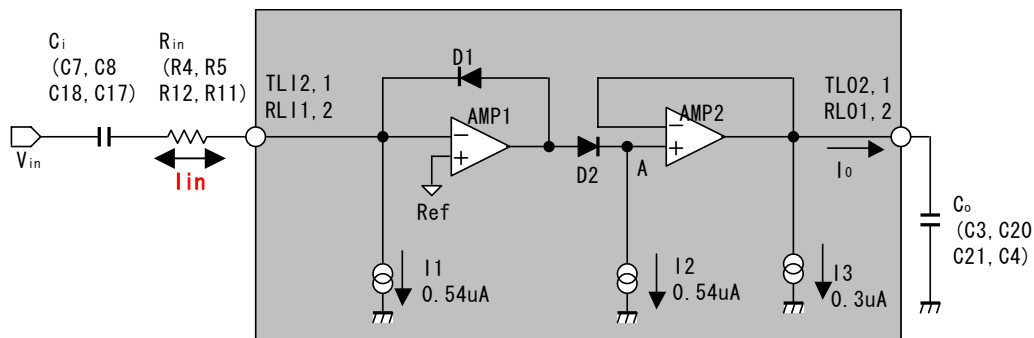 Ci
(C7, C8
C18, C17)
Rin
(R4, R5
R12, R11)
Vin
Iin
TLI2, 1
RLI1, 2
D1
AMP1
Ref
D2
A
AMP2
TLO2, 1
RLO1, 2
Io
Co
(C3, C20
C21, C4)
I1
0.54uA
I2
0.54uA
I3
0.3uA
−
+
−
+